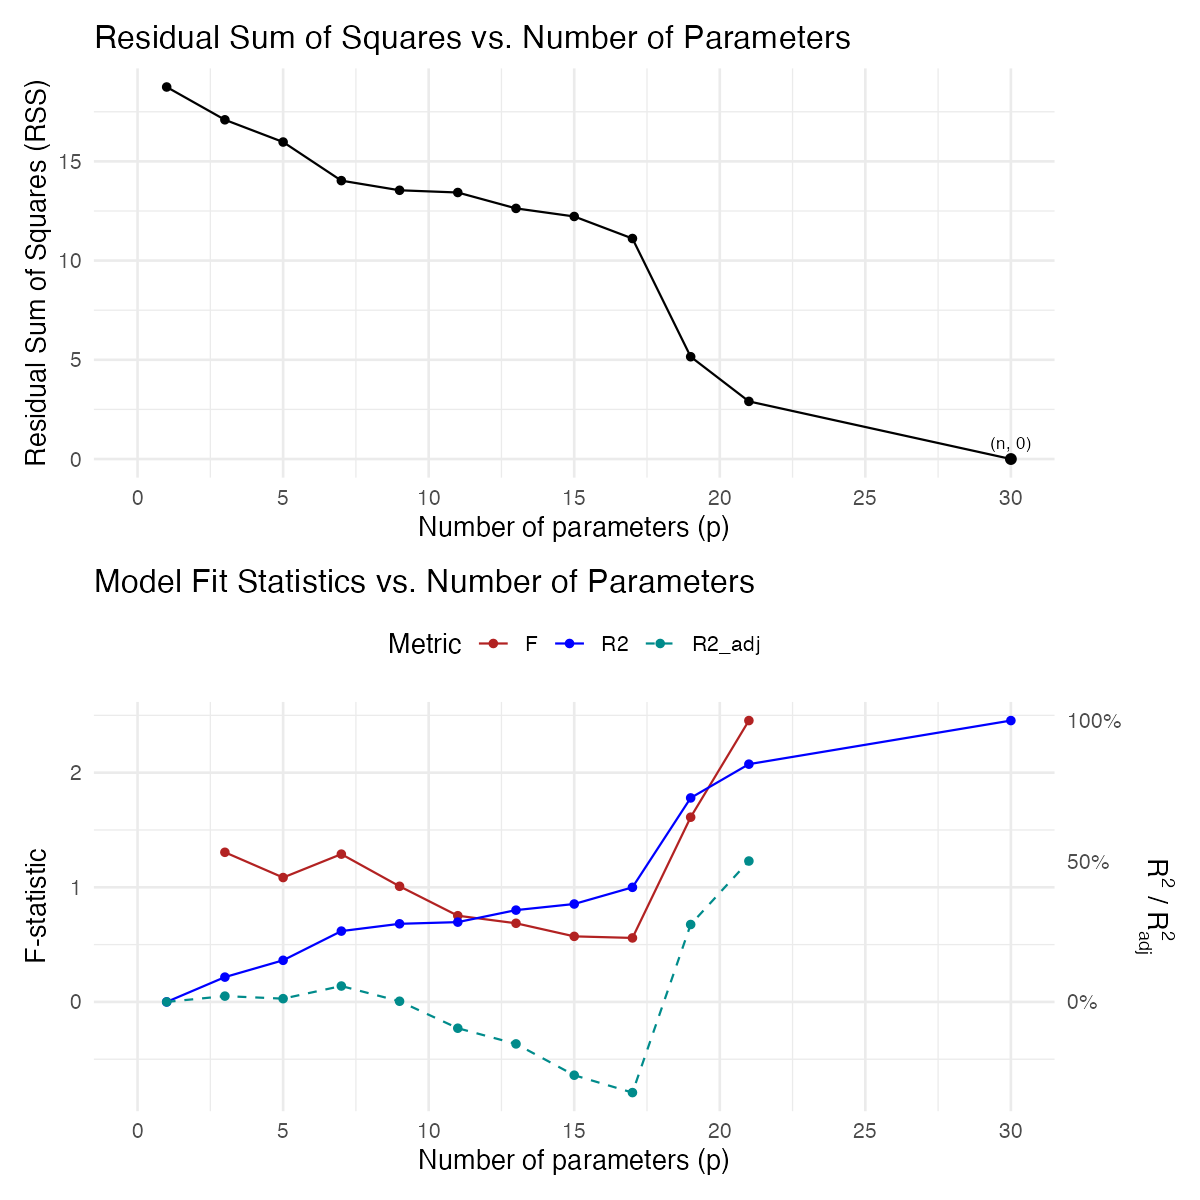 Residual Sum of Squares vs. Number of Parameters
Residual Sum of Squares (RSS)
15
10
5
0
(n, 0)
0 5 10 15 20 25 30
Number of parameters (p)
Model Fit Statistics vs. Number of Parameters
Metric F R2 R2_adj
F-statistic
2
1
0
100%
50%
0%
R² / R²adj
0 5 10 15 20 25 30
Number of parameters (p)